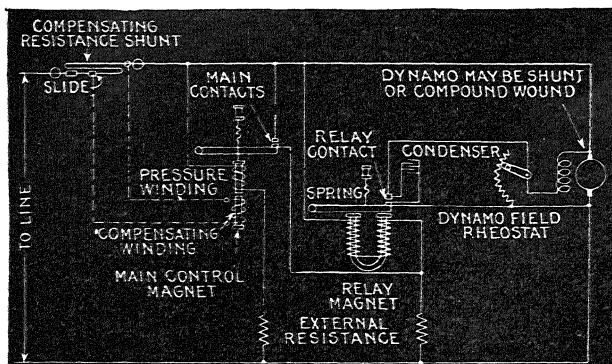 COMPENSATING
RESISTANCE SHUNT
SLIDE
MAIN
CONTACTS
DYNAMO MAY BE SHUNT
OR COMPOUND WOUND
RELAY
CONTACT
CONDENSER
PRESSURE
WINDING
SPRING
TO LINE
COMPENSATING
WINDING
DYNAMO FIELD
RHEOSTAT
MAIN CONTROL
MAGNET
RELAY
MAGNET
EXTERNAL
RESISTANCE